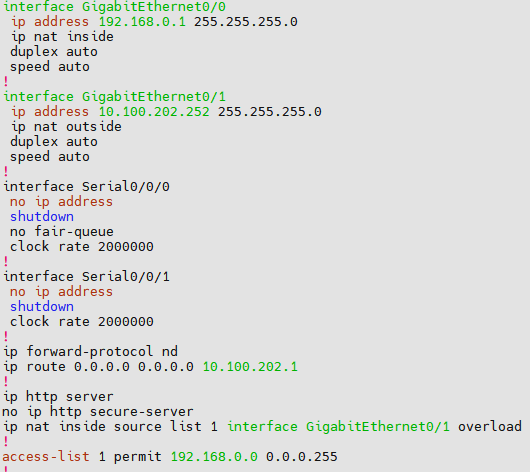 interface GigabitEthernet0/0
 ip address 192.168.0.1 255.255.255.0
 ip nat inside
 duplex auto
 speed auto
!
interface GigabitEthernet0/1
 ip address 10.100.202.252 255.255.255.0
 ip nat outside
 duplex auto
 speed auto
!
interface Serial0/0/0
 no ip address
 shutdown
 no fair-queue
 clock rate 2000000
!
interface Serial0/0/1
 no ip address
 shutdown
 clock rate 2000000
!
ip forward-protocol nd
ip route 0.0.0.0 0.0.0.0 10.100.202.1
!
ip http server
no ip http secure-server
ip nat inside source list 1 interface GigabitEthernet0/1 overload
!
access-list 1 permit 192.168.0.0 0.0.0.255
!